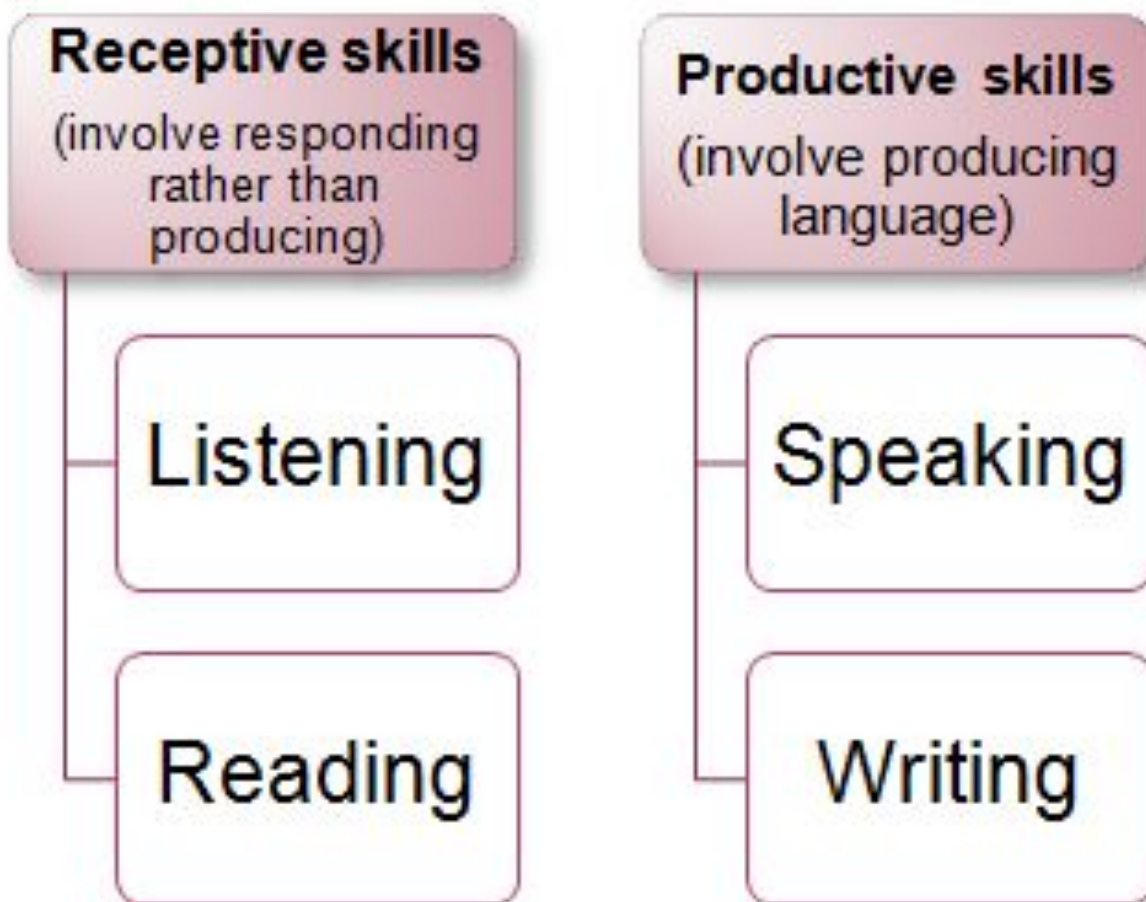 Receptive skills
(involve responding
rather than
producing)
Listening
Reading
Productive skills
(involve producing
language)
Speaking
Writing